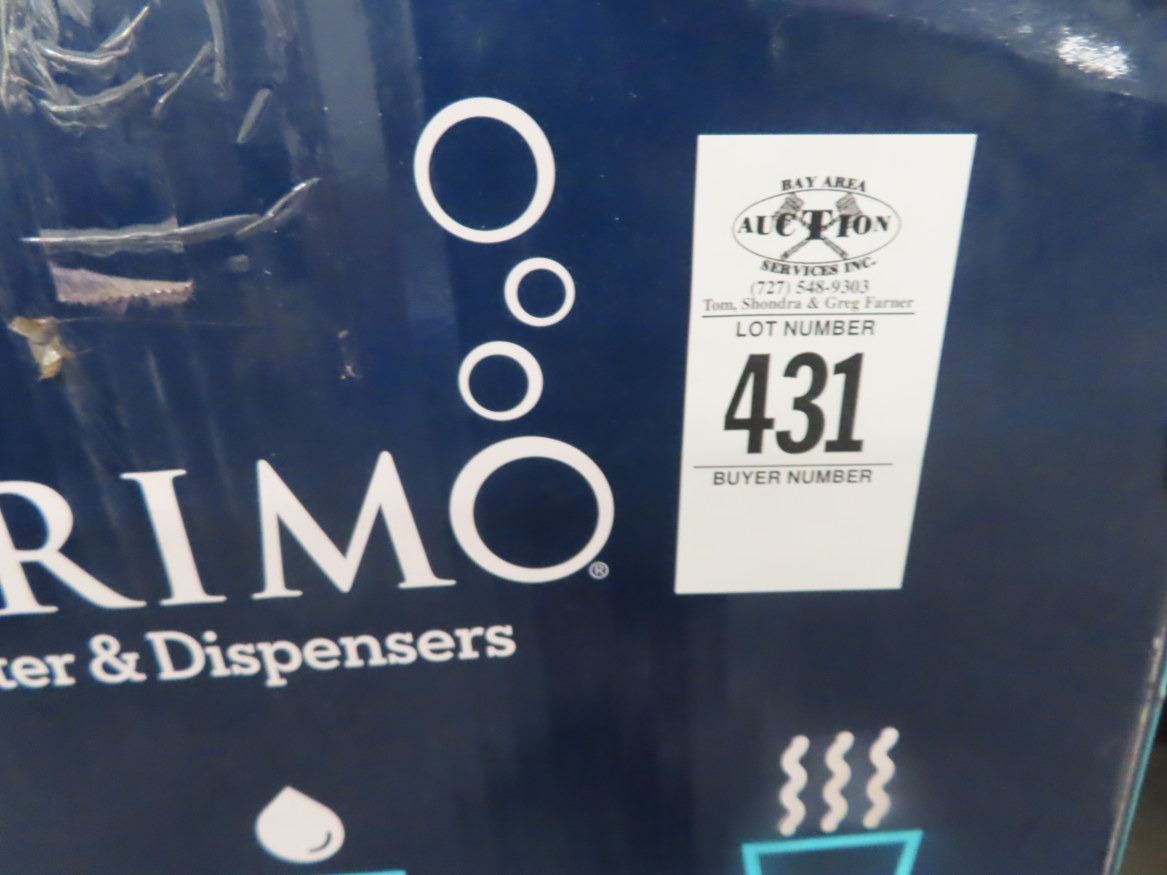 BAY AREA
AUCTION
SERVICES INC.
(727) 548-9303
Tom, Shondra & Greg Farner
LOT NUMBER
431
BUYER NUMBER
RIMO®
ter & Dispensers